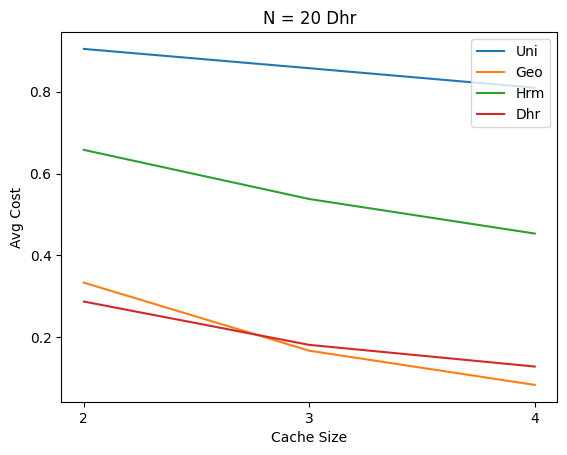 N = 20 Dhr
Uni
Geo
Hrm
Dhr
0.8
0.6
0.4
0.2
Avg Cost
2
3
4
Cache Size